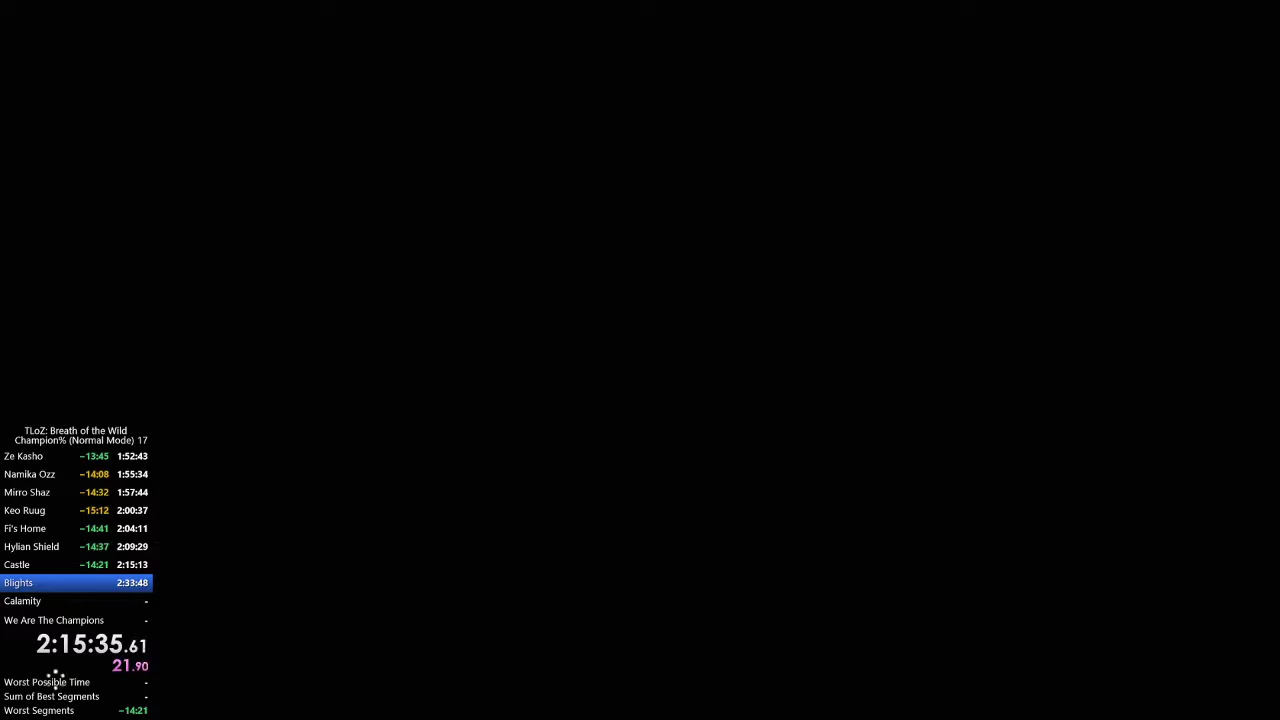 TLoZ: Breath of the Wild
Champion% (Normal Mode) 17
Ze Kasho −13:45 1:52:43
Namika Ozz −14:08 1:55:34
Mirro Shaz −14:32 1:57:44
Keo Ruug −15:12 2:00:37
Fi's Home −14:41 2:04:11
Hylian Shield −14:37 2:09:29
Castle −14:21 2:15:13
Blights 2:33:48
Calamity -
We Are The Champions -
2:15:35.61
21.90
Worst Possible Time -
Sum of Best Segments -
Worst Segments −14:21